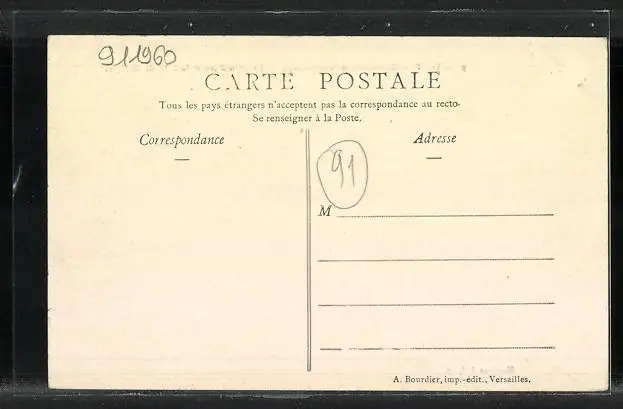 911960
CARTE POSTALE
Tous les pays étrangers n'acceptent pas la correspondance au recto-
Se renseigner à la Poste.
Correspondance
Adresse
91
M
A. Bourdier, imp.-édit., Versailles.